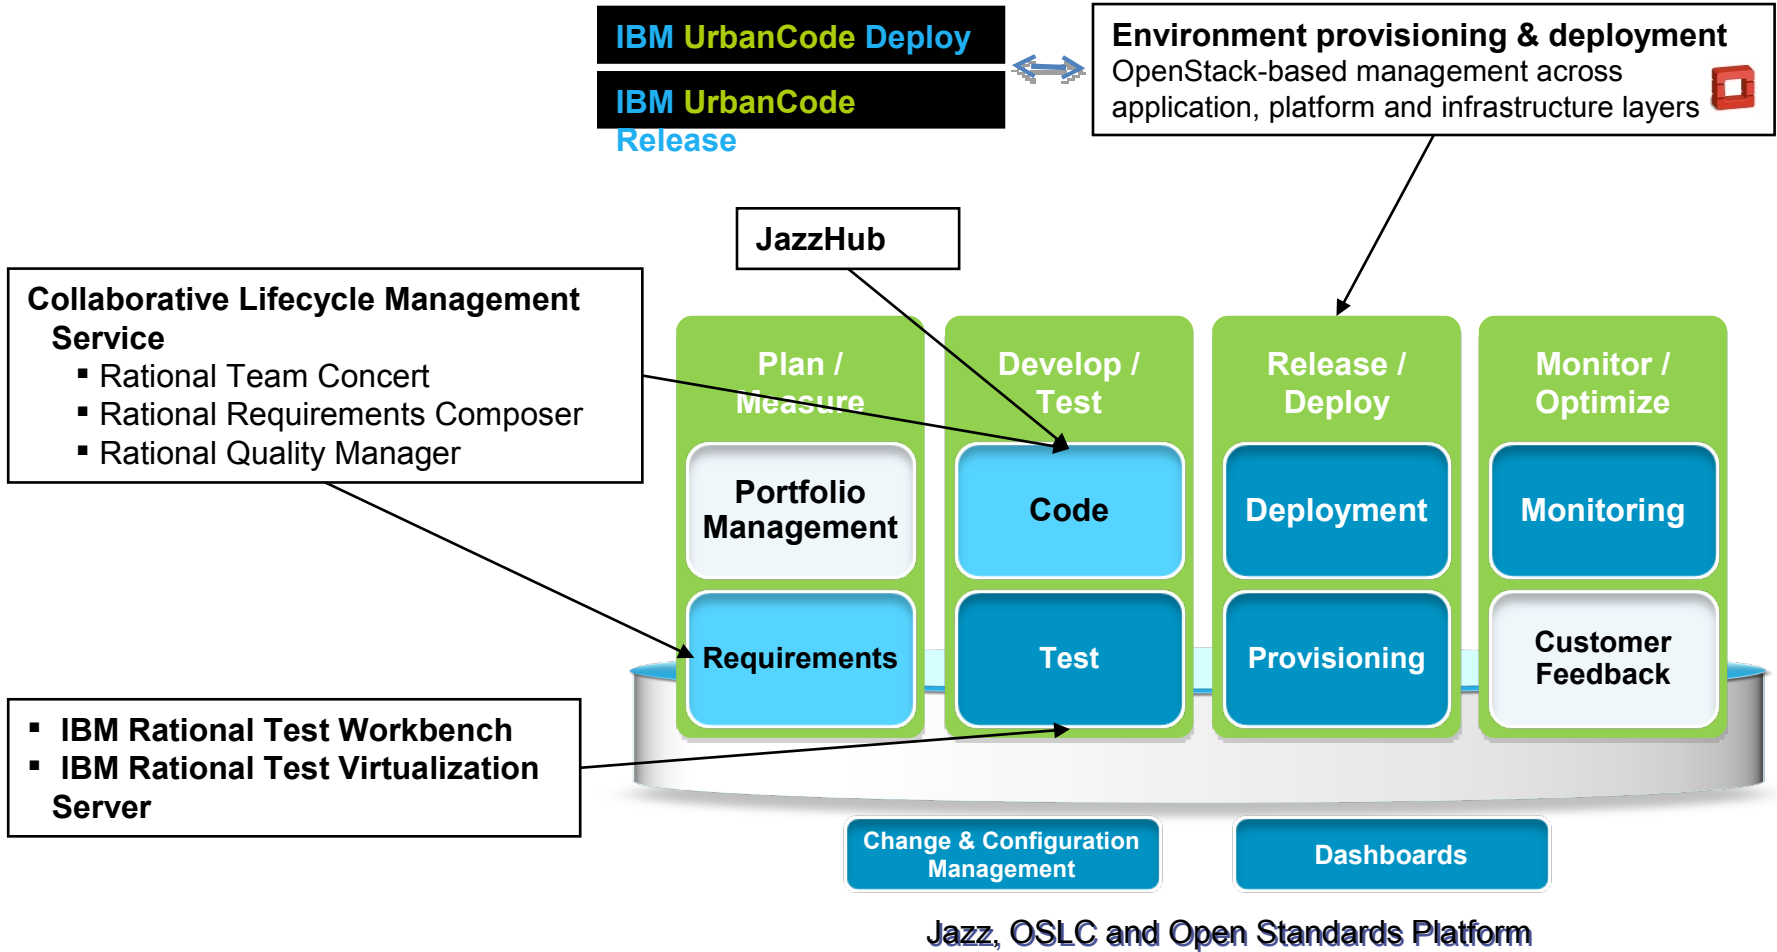 IBM UrbanCode Deploy
IBM UrbanCode
Release
Environment provisioning & deployment
OpenStack-based management across
application, platform and infrastructure layers
JazzHub
Collaborative Lifecycle Management
Service
▪ Rational Team Concert
▪ Rational Requirements Composer
▪ Rational Quality Manager
▪ IBM Rational Test Workbench
▪ IBM Rational Test Virtualization
Server
Plan /
Measure
Portfolio
Management
Requirements
Develop /
Test
Code
Test
Release /
Deploy
Deployment
Provisioning
Monitor /
Optimize
Monitoring
Customer
Feedback
Change & Configuration
Management
Dashboards
Jazz, OSLC and Open Standards Platform